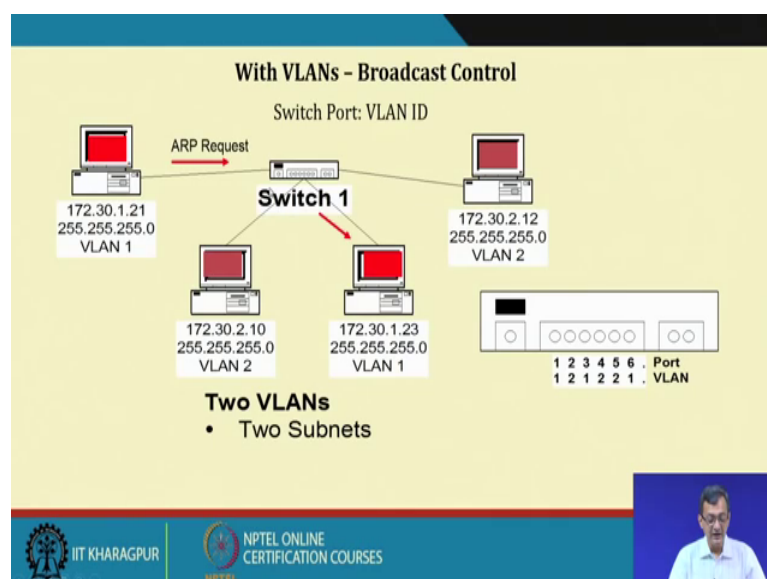 With VLANs – Broadcast Control
Switch Port: VLAN ID
ARP Request
Switch 1
172.30.1.21
255.255.255.0
VLAN 1
172.30.2.12
255.255.255.0
VLAN 2
172.30.2.10
255.255.255.0
VLAN 2
172.30.1.23
255.255.255.0
VLAN 1
1 2 3 4 5 6 . Port
1 2 1 2 2 1 . VLAN
Two VLANs
• Two Subnets
IIT KHARAGPUR
NPTEL ONLINE
CERTIFICATION COURSES
NPTEL